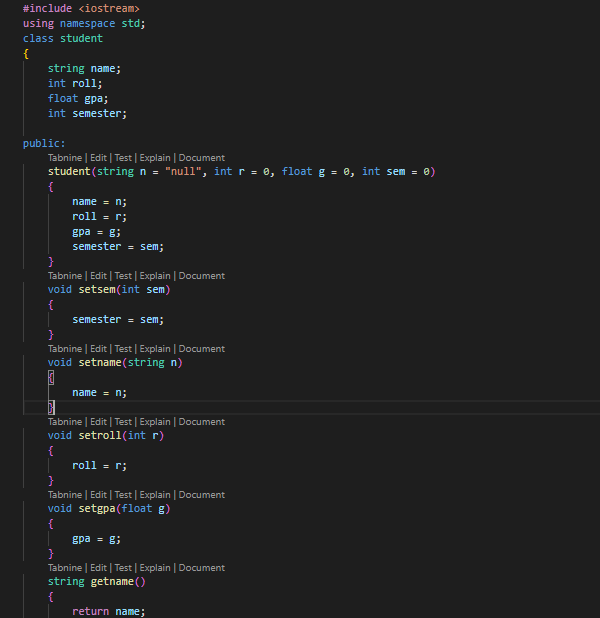 #include <iostream>
using namespace std;
class student
{
    string name;
    int roll;
    float gpa;
    int semester;

public:
    Tabnine | Edit | Test | Explain | Document
    student(string n = "null", int r = 0, float g = 0, int sem = 0)
    {
        name = n;
        roll = r;
        gpa = g;
        semester = sem;
    }
    Tabnine | Edit | Test | Explain | Document
    void setsem(int sem)
    {
        semester = sem;
    }
    Tabnine | Edit | Test | Explain | Document
    void setname(string n)
    {
        name = n;
    }
    Tabnine | Edit | Test | Explain | Document
    void setroll(int r)
    {
        roll = r;
    }
    Tabnine | Edit | Test | Explain | Document
    void setgpa(float g)
    {
        gpa = g;
    }
    Tabnine | Edit | Test | Explain | Document
    string getname()
    {
        return name;